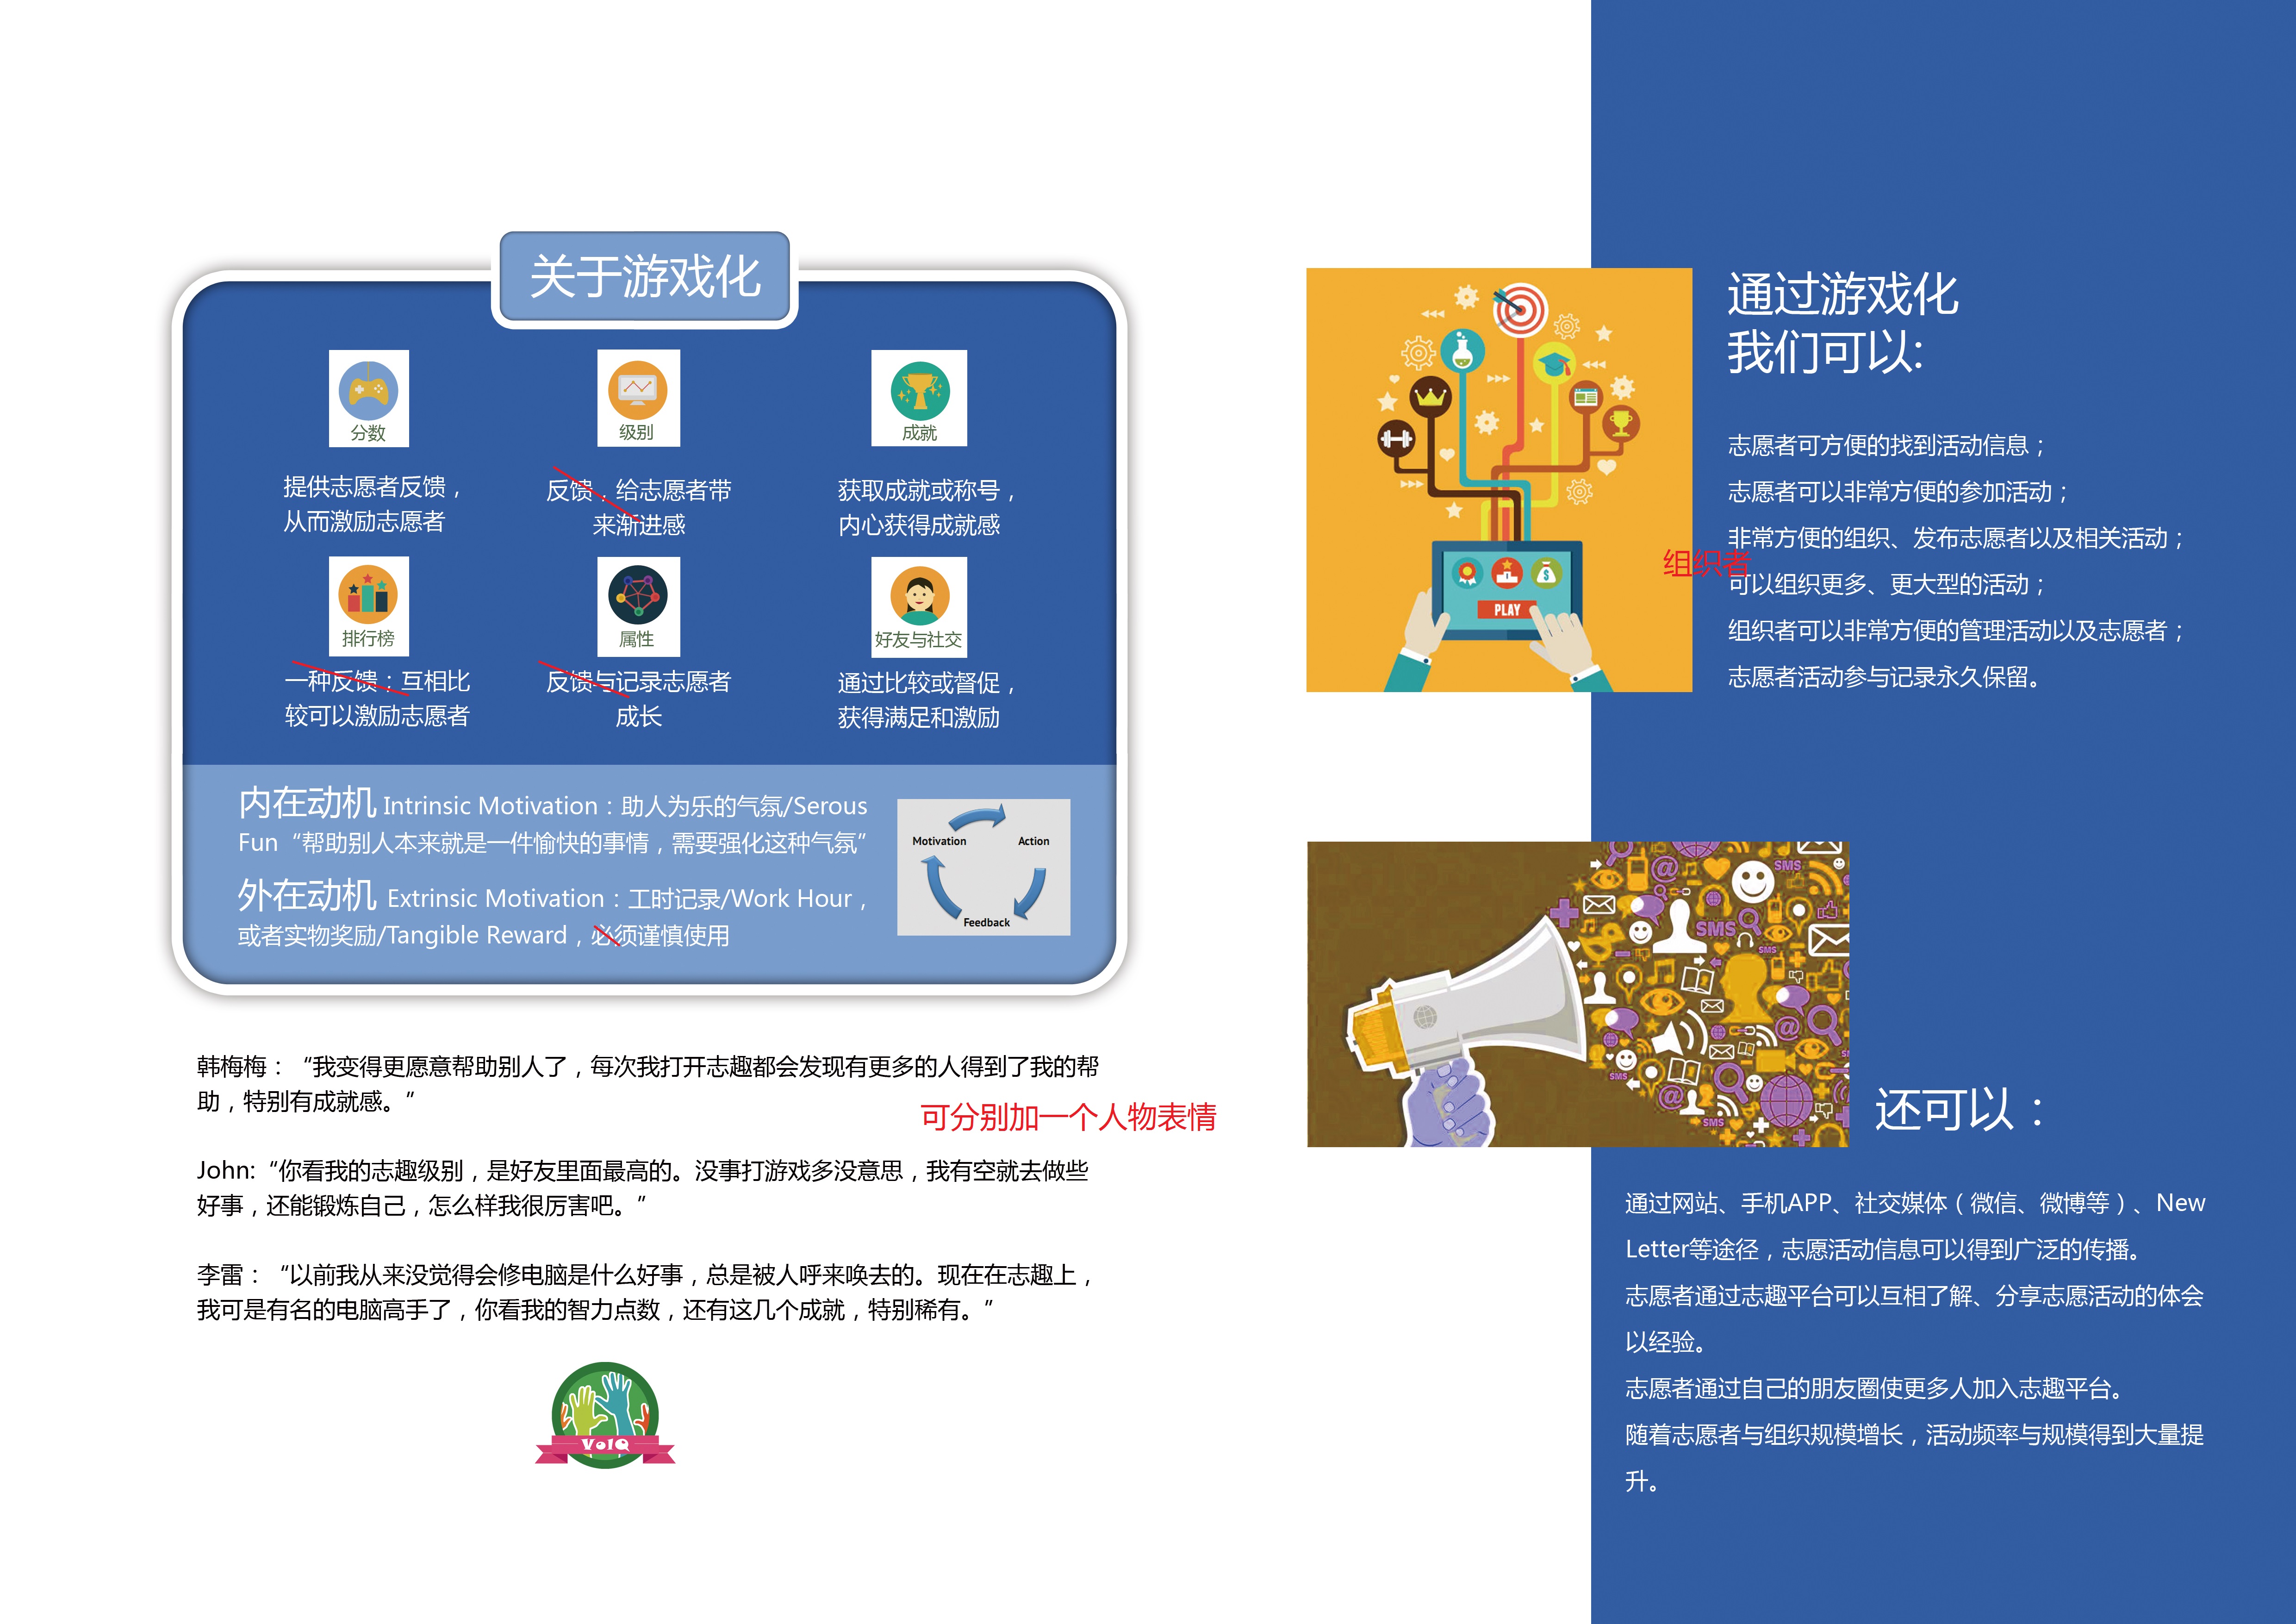 关于游戏化
分数
级别
成就
提供志愿者反馈，
从而激励志愿者
反馈，给志愿者带
来渐进感
获取成就或称号，
内心获得成就感
排行榜
属性
好友与社交
一种反馈；互相比
较可以激励志愿者
反馈与记录志愿者
成长
通过比较或督促，
获得满足和激励
内在动机 Intrinsic Motivation：助人为乐的气氛/Serous
Fun “帮助别人本来就是一件愉快的事情，需要强化这种气氛”
外在动机 Extrinsic Motivation：工时记录/Work Hour，
或者实物奖励/Tangible Reward，必须谨慎使用
Motivation
Action
Feedback
韩梅梅：“我变得更愿意帮助别人了，每次我打开志趣都会发现有更多的人得到了我的帮
助，特别有成就感。”
可分别加一个人物表情
John:“你看我的志趣级别，是好友里面最高的。没事打游戏多没意思，我有空就去做些
好事，还能锻炼自己，怎么样我很厉害吧。”
李雷：“以前我从来没觉得会修电脑是什么好事，总是被人呼来唤去的。现在在志趣上，
我可是有名的电脑高手了，你看我的智力点数，还有这几个成就，特别稀有。”
VolQ
通过游戏化
我们可以:
志愿者可方便的找到活动信息；
志愿者可以非常方便的参加活动；
非常方便的组织、发布志愿者以及相关活动；
组织者
可以组织更多、更大型的活动；
组织者可以非常方便的管理活动以及志愿者；
志愿者活动参与记录永久保留。
PLAY
SMS
SMS
SMS
SMS
SMS
还可以：
通过网站、手机APP、社交媒体（微信、微博等）、New
Letter等途径，志愿活动信息可以得到广泛的传播。
志愿者通过志趣平台可以互相了解、分享志愿活动的体会
以经验。
志愿者通过自己的朋友圈使更多人加入志趣平台。
随着志愿者与组织规模增长，活动频率与规模得到大量提
升。